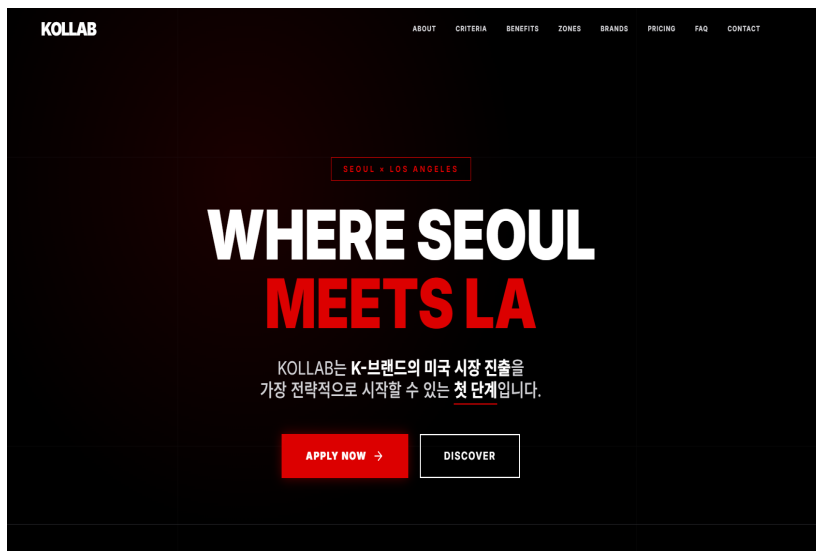 KOLLAB
ABOUT CRITERIA BENEFITS ZONES BRANDS PRICING FAQ CONTACT
SEOUL × LOS ANGELES
WHERE SEOUL
MEETS LA
KOLLAB는 K-브랜드의 미국 시장 진출을
가장 전략적으로 시작할 수 있는 첫 단계입니다.
APPLY NOW →
DISCOVER